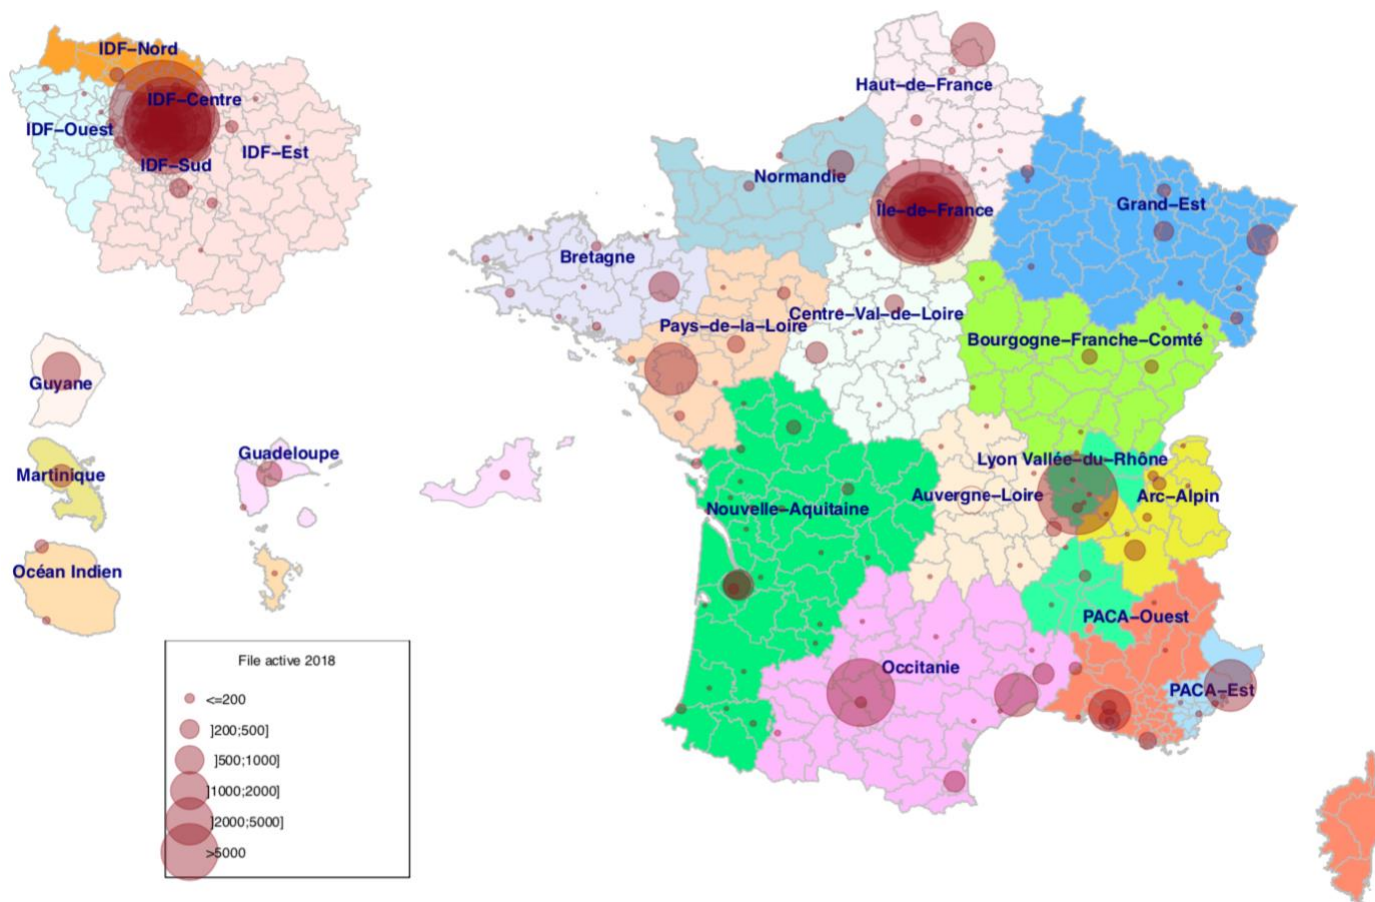 IDF–Nord
IDF–Centre
IDF–Ouest
IDF–Est
IDF–Sud
Haut–de–France
Normandie
Île–de–France
Grand–Est
Bretagne
Pays–de–la–Loire
Centre–Val–de–Loire
Bourgogne–Franche–Comté
Guyane
Martinique
Guadeloupe
Océan Indien
Lyon Vallée–du–Rhône
Auvergne–Loire
Arc–Alpin
Nouvelle–Aquitaine
PACA–Ouest
Occitanie
PACA–Est
File active 2018
<=200
]200;500]
]500;1000]
]1000;2000]
]2000;5000]
>5000